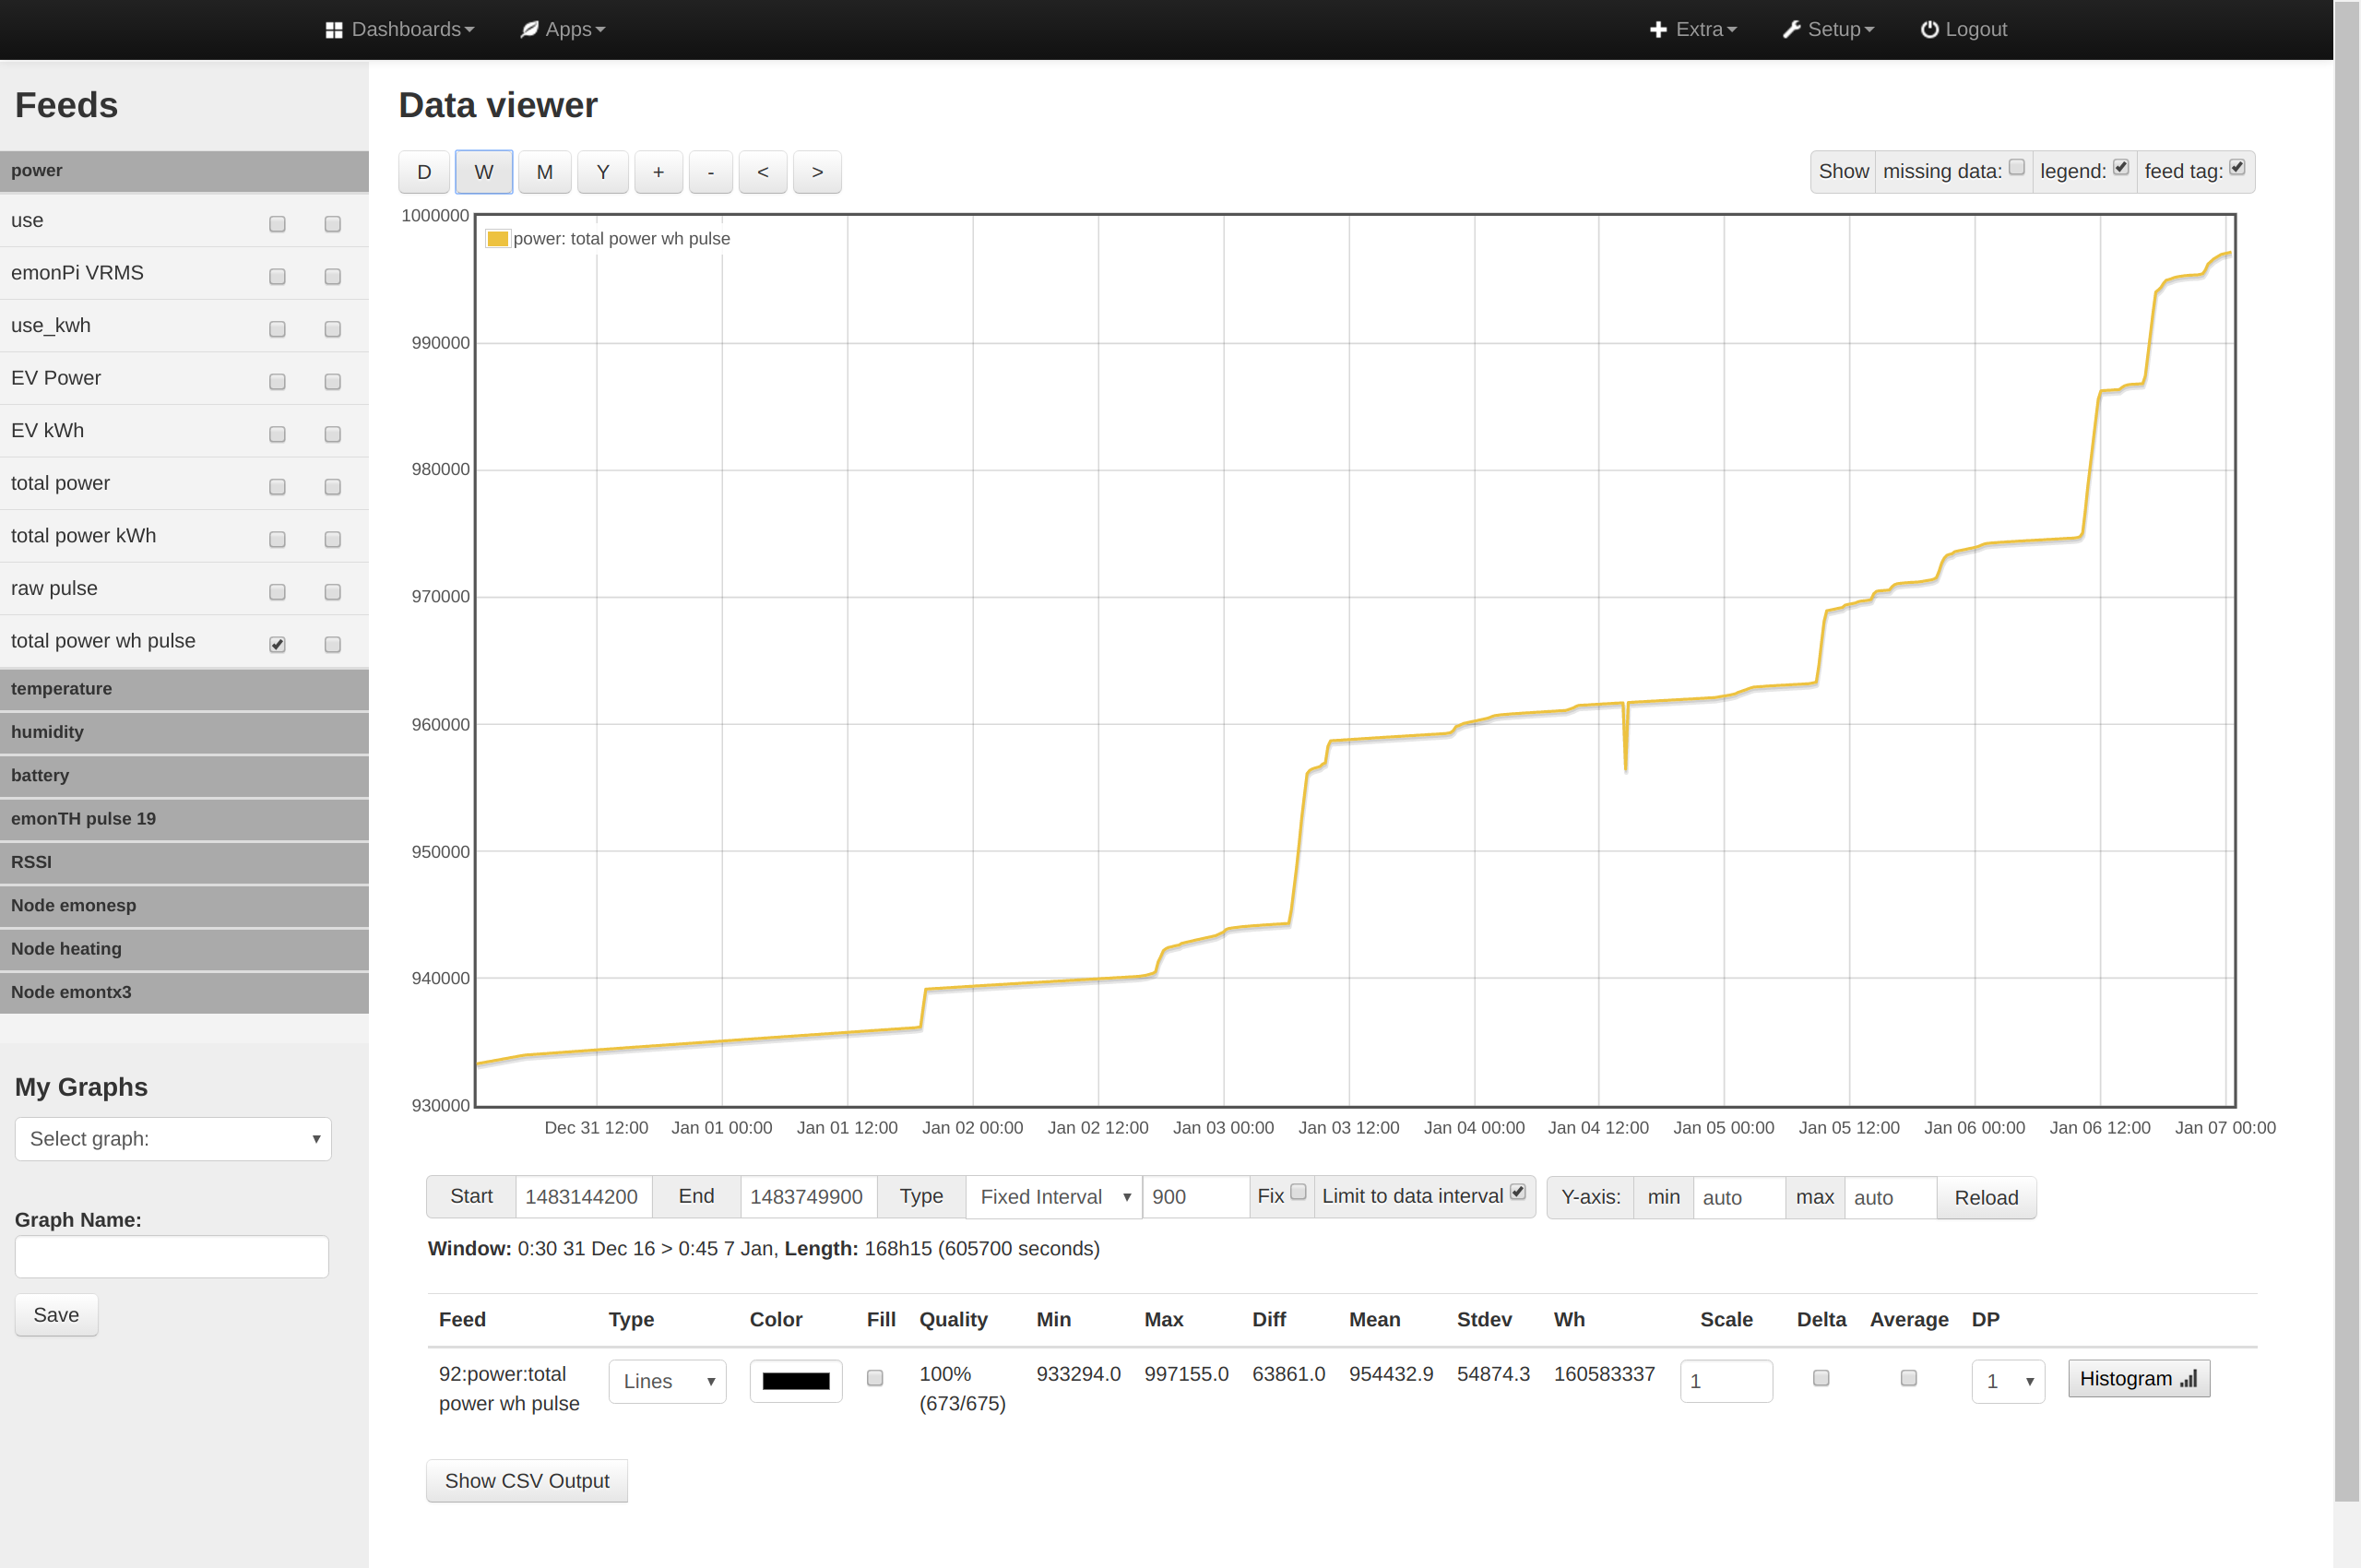 Dashboards Apps Extra Setup Logout
Feeds
power
use
emonPi VRMS
use_kwh
EV Power
EV kWh
total power
total power kWh
raw pulse
total power wh pulse
temperature
humidity
battery
emonTH pulse 19
RSSI
Node emonesp
Node heating
Node emontx3
My Graphs
Select graph:
Graph Name:
Save
Data viewer
D W M Y + - < >
Show missing data: legend: feed tag:
power: total power wh pulse
1000000
990000
980000
970000
960000
950000
940000
930000
Dec 31 12:00 Jan 01 00:00 Jan 01 12:00 Jan 02 00:00 Jan 02 12:00 Jan 03 00:00 Jan 03 12:00 Jan 04 00:00 Jan 04 12:00 Jan 05 00:00 Jan 05 12:00 Jan 06 00:00 Jan 06 12:00 Jan 07 00:00
Start 1483144200 End 1483749900 Type Fixed Interval 900 Fix Limit to data interval Y-axis: min auto max auto Reload
Window: 0:30 31 Dec 16 > 0:45 7 Jan, Length: 168h15 (605700 seconds)
Feed Type Color Fill Quality Min Max Diff Mean Stdev Wh Scale Delta Average DP
92:power:total Lines 100% 933294.0 997155.0 63861.0 954432.9 54874.3 160583337 1 1 Histogram
power wh pulse (673/675)
Show CSV Output